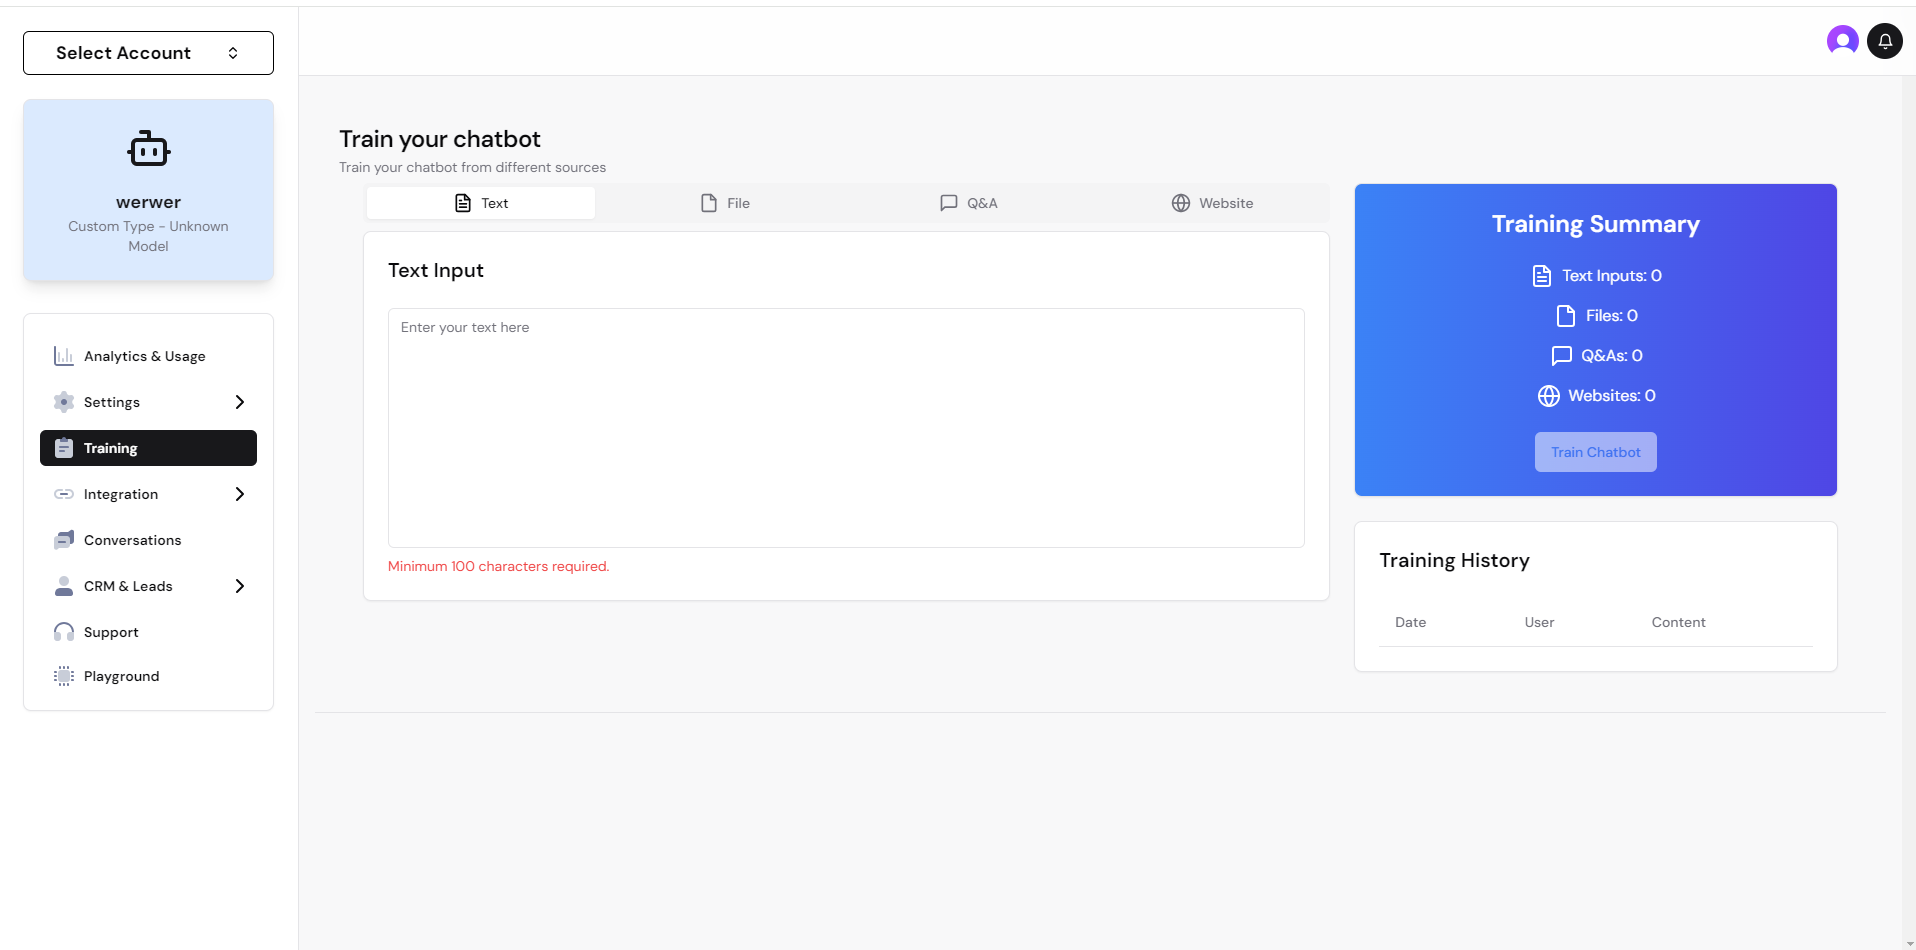 Select Account
werwer
Custom Type - Unknown
Model
Analytics & Usage
Settings
Training
Integration
Conversations
CRM & Leads
Support
Playground
Train your chatbot
Train your chatbot from different sources
Text
File
Q&A
Website
Text Input
Enter your text here
Minimum 100 characters required.
Training Summary
Text Inputs: 0
Files: 0
Q&As: 0
Websites: 0
Train Chatbot
Training History
Date User Content